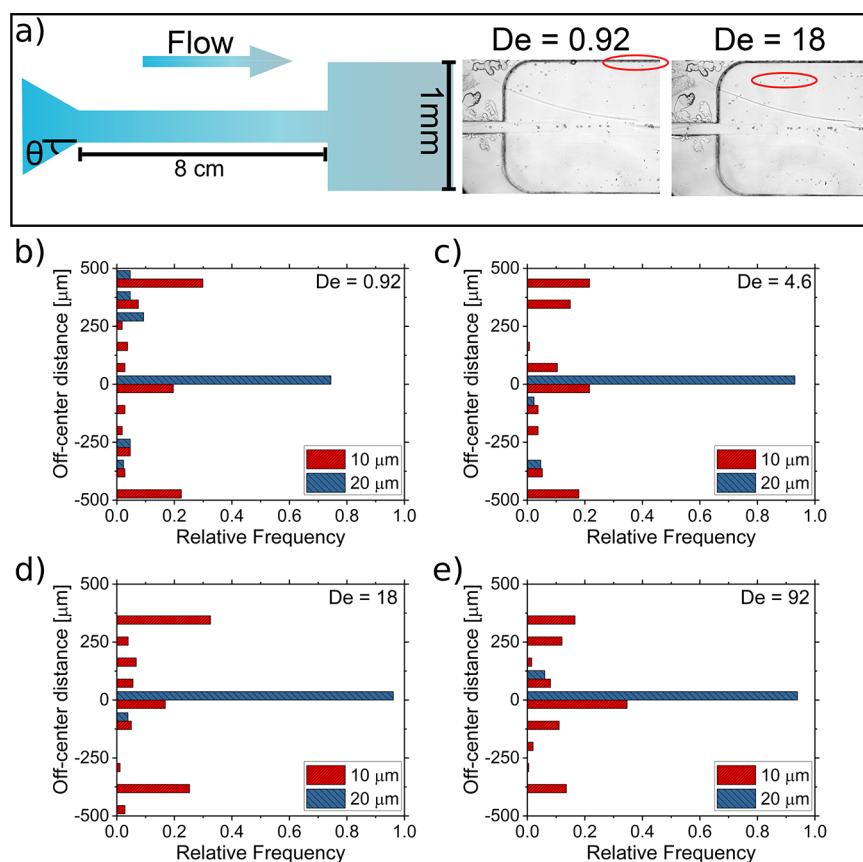 a)
Flow
De = 0.92
De = 18
θ
8 cm
1mm
b)
c)
500
250
0
-250
-500
Off-center distance [μm]
De = 0.92
10 μm
20 μm
0.0 0.2 0.4 0.6 0.8 1.0
Relative Frequency
500
250
0
-250
-500
Off-center distance [μm]
De = 4.6
10 μm
20 μm
0.0 0.2 0.4 0.6 0.8 1.0
Relative Frequency
d)
e)
500
250
0
-250
-500
Off-center distance [μm]
De = 18
10 μm
20 μm
0.0 0.2 0.4 0.6 0.8 1.0
Relative Frequency
500
250
0
-250
-500
Off-center distance [μm]
De = 92
10 μm
20 μm
0.0 0.2 0.4 0.6 0.8 1.0
Relative Frequency